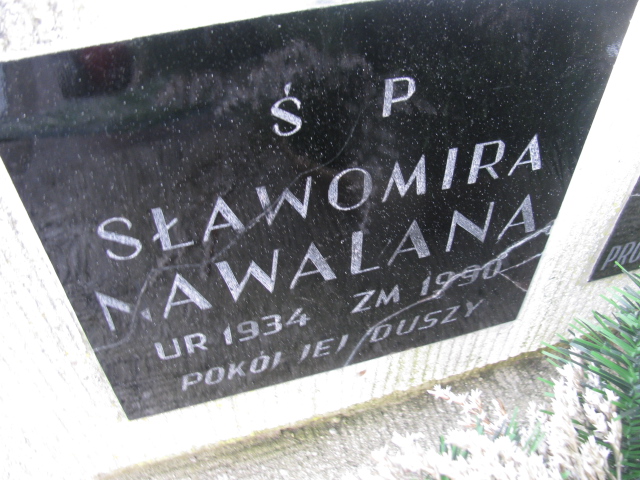 Ś P
SŁAWOMIRA
NAWALANA
UR 1934 ZM 1990
POKÓJ JEJ DUSZY